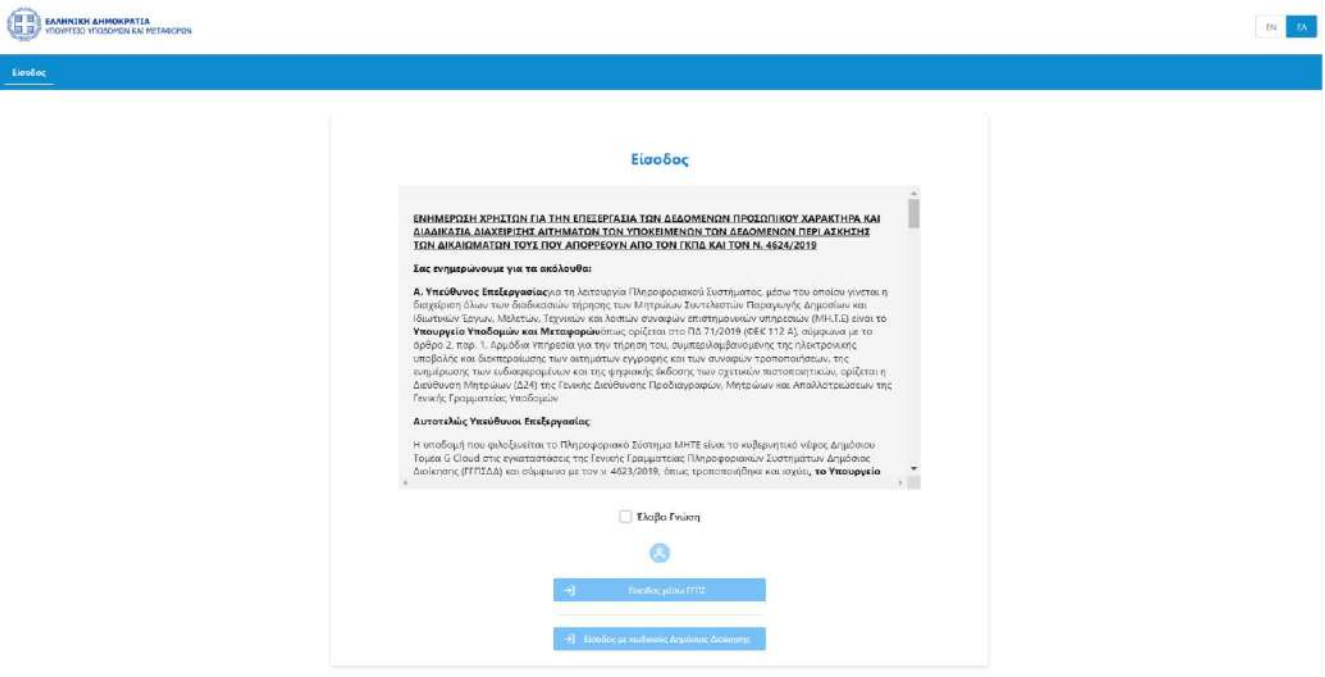 ΕΛΛΗΝΙΚΗ ΔΗΜΟΚΡΑΤΙΑ
ΥΠΟΥΡΓΕΙΟ ΥΠΟΔΟΜΩΝ ΚΑΙ ΜΕΤΑΦΟΡΩΝ
EN ΕΛ
Είσοδος
Είσοδος
ΕΝΗΜΕΡΩΣΗ ΧΡΗΣΤΩΝ ΓΙΑ ΤΗΝ ΕΠΕΞΕΡΓΑΣΙΑ ΤΩΝ ΔΕΔΟΜΕΝΩΝ ΠΡΟΣΩΠΙΚΟΥ ΧΑΡΑΚΤΗΡΑ ΚΑΙ
ΔΙΑΔΙΚΑΣΙΑ ΔΙΑΧΕΙΡΙΣΗΣ ΑΙΤΗΜΑΤΩΝ ΤΩΝ ΥΠΟΚΕΙΜΕΝΩΝ ΤΩΝ ΔΕΔΟΜΕΝΩΝ ΠΕΡΙ ΑΣΚΗΣΗΣ
ΤΩΝ ΔΙΚΑΙΩΜΑΤΩΝ ΤΟΥΣ ΠΟΥ ΑΠΟΡΡΕΟΥΝ ΑΠΟ ΤΟΝ ΓΚΠΔ ΚΑΙ ΤΟΝ Ν. 4624/2019
Σας ενημερώνουμε για τα ακόλουθα:
Α. Υπεύθυνος Επεξεργασίαςγια τη λειτουργία Πληροφοριακού Συστήματος, μέσω του οποίου γίνεται η
διαχείριση όλων των διαδικασιών τήρησης των Μητρώων Συντελεστών Παραγωγής Δημοσίων και
Ιδιωτικών Έργων, Μελετών, Τεχνικών και λοιπών συναφών επιστημονικών υπηρεσιών (ΜΗ.Τ.Ε) είναι το
Υπουργείο Υποδομών και Μεταφορώνόπως ορίζεται στο ΠΔ 71/2019 (ΦΕΚ 112 Α), σύμφωνα με το
άρθρο 2, παρ. 1. Αρμόδια Υπηρεσία για την τήρηση του, συμπεριλαμβανομένης της ηλεκτρονικής
υποβολής και διεκπεραίωσης των αιτημάτων εγγραφής και των συναφών τροποποιήσεων, της
ενημέρωσης των ενδιαφερομένων και της ψηφιακής έκδοσης των σχετικών πιστοποιητικών, ορίζεται η
Διεύθυνση Μητρώων (Δ24) της Γενικής Διεύθυνσης Προδιαγραφών, Μητρώων και Απαλλοτριώσεων της
Γενικής Γραμματείας Υποδομών
Αυτοτελώς Υπεύθυνοι Επεξεργασίας:
Η υποδομή που φιλοξενείται το Πληροφοριακό Σύστημα ΜΗΤΕ είναι το κυβερνητικό νέφος Δημόσιου
Τομέα G Cloud στις εγκαταστάσεις της Γενικής Γραμματείας Πληροφοριακών Συστημάτων Δημόσιας
Διοίκησης (ΓΓΠΣΔΔ) και σύμφωνα με τον ν. 4623/2019, όπως τροποποιήθηκε και ισχύει, το Υπουργείο
Έλαβα Γνώση
Είσοδος μέσω ΓΓΠΣ
Είσοδος με κωδικούς Δημόσιας Διοίκησης